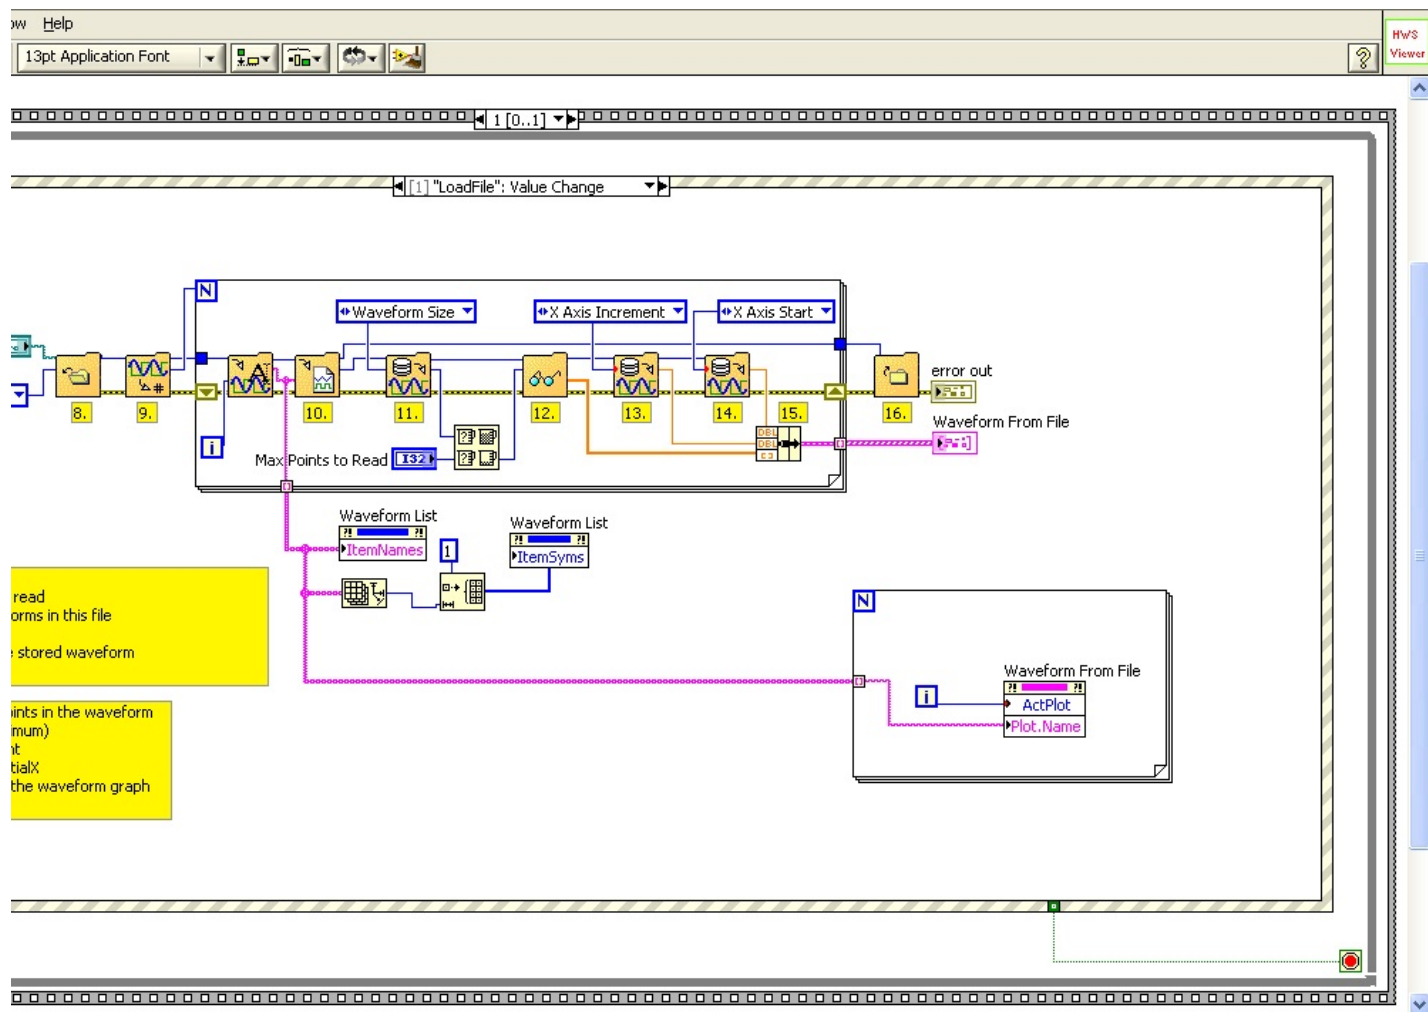 Help
13pt Application Font
HWS
Viewer
1 [0..1]
[1] "LoadFile": Value Change
N
Waveform Size
X Axis Increment
X Axis Start
8.
9.
10.
11.
12.
13.
14.
15.
16.
error out
Waveform From File
i
Max Points to Read
I32
DBL
DBL
Waveform List
ItemNames
1
Waveform List
ItemSyms
read
orms in this file
stored waveform
N
Waveform From File
i
ActPlot
Plot.Name
ints in the waveform
mum)
nt
tialX
the waveform graph